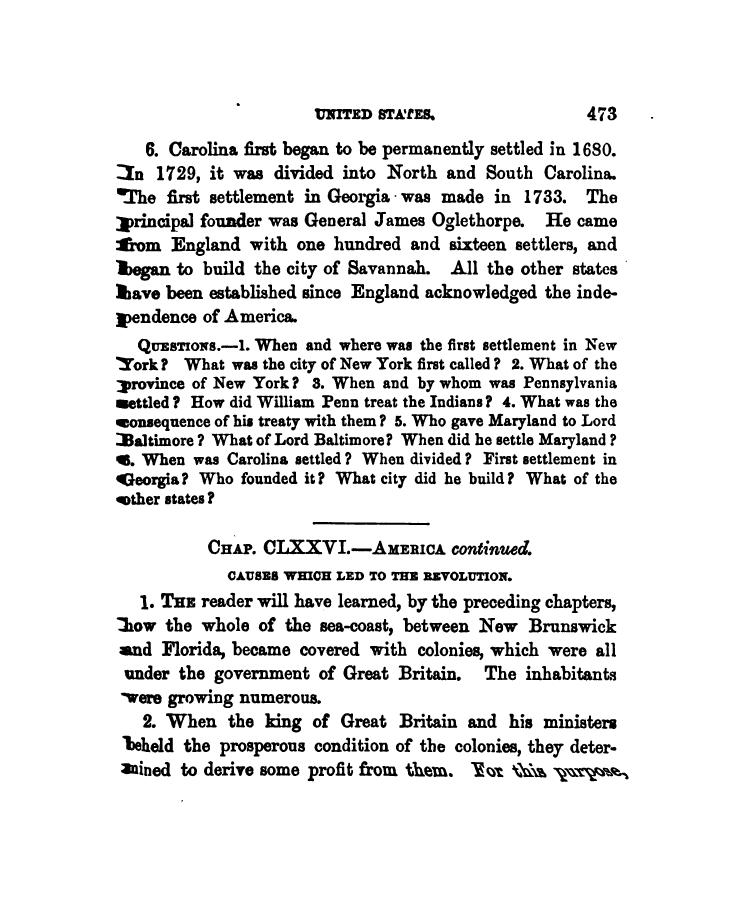 UNITED STATES. 473
6. Carolina first began to be permanently settled in 1680.
In 1729, it was divided into North and South Carolina.
The first settlement in Georgia was made in 1733. The
principal founder was General James Oglethorpe. He came
from England with one hundred and sixteen settlers, and
began to build the city of Savannah. All the other states
have been established since England acknowledged the inde-
pendence of America.
QUESTIONS.—1. When and where was the first settlement in New
York? What was the city of New York first called? 2. What of the
province of New York? 3. When and by whom was Pennsylvania
settled? How did William Penn treat the Indians? 4. What was the
consequence of his treaty with them? 5. Who gave Maryland to Lord
Baltimore? What of Lord Baltimore? When did he settle Maryland?
6. When was Carolina settled? When divided? First settlement in
Georgia? Who founded it? What city did he build? What of the
other states?
CHAP. CLXXVI.—AMERICA continued.
CAUSES WHICH LED TO THE REVOLUTION.
1. THE reader will have learned, by the preceding chapters,
how the whole of the sea-coast, between New Brunswick
and Florida, became covered with colonies, which were all
under the government of Great Britain. The inhabitants
were growing numerous.
2. When the king of Great Britain and his ministers
beheld the prosperous condition of the colonies, they deter-
mined to derive some profit from them. For this purpose,